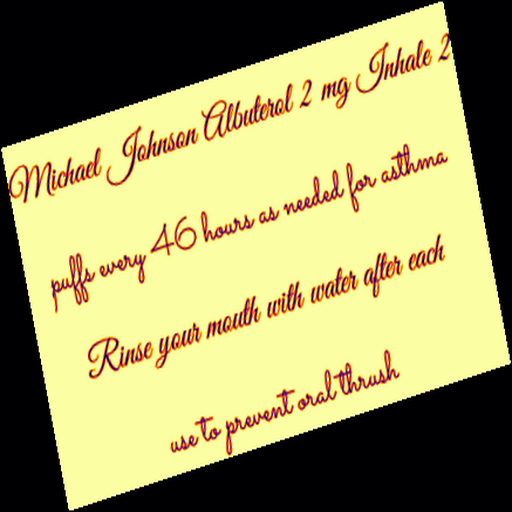 Michael Johnson Albuterol 2 mg Inhale 2
puffs every 46 hours as needed for asthma
Rinse your mouth with water after each
use to prevent oral thrush